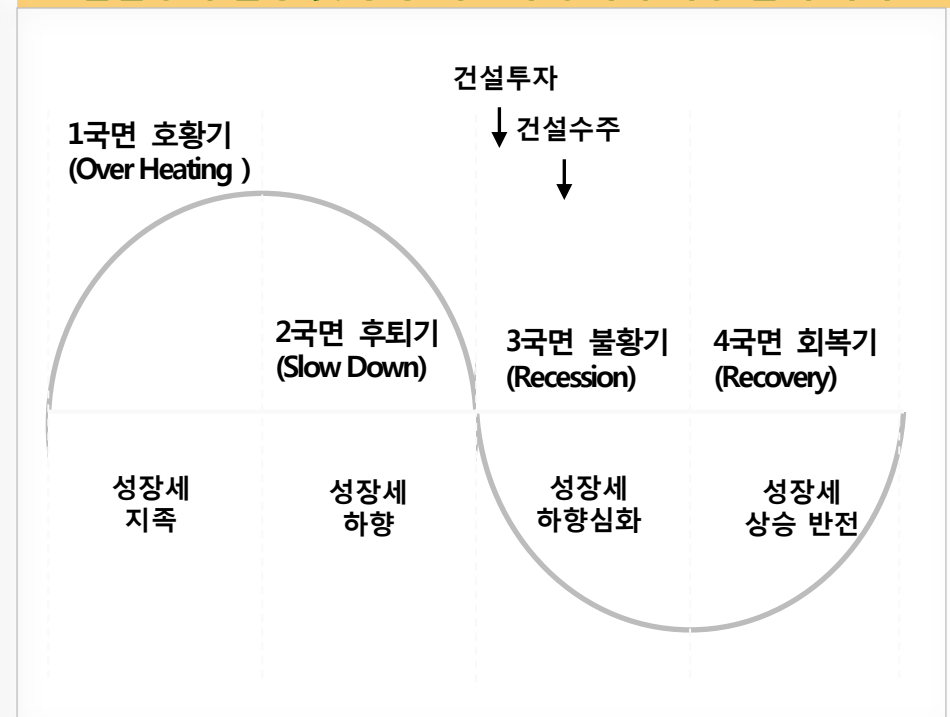 건설투자
건설수주
1국면 호황기
(Over Heating )
2국면 후퇴기
(Slow Down)
3국면 불황기
(Recession)
4국면 회복기
(Recovery)
성장세
지족
성장세
하향
성장세
하향심화
성장세
상승 반전